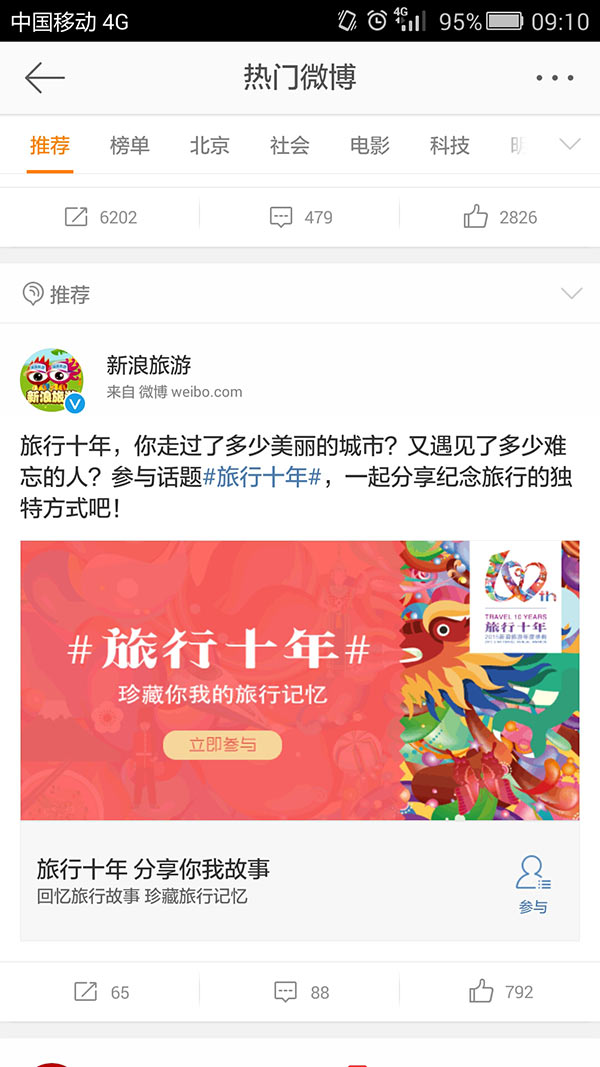 中国移动 4G
4G
95%
09:10
热门微博
推荐
榜单
北京
社会
电影
科技
6202
479
2826
推荐
新浪旅游
新浪旅游
来自 微博 weibo.com
旅行十年，你走过了多少美丽的城市？又遇见了多少难
忘的人？参与话题#旅行十年#，一起分享纪念旅行的独
特方式吧！
10th
TRAVEL 10 YEARS
旅行十年
#旅行十年#
珍藏你我的旅行记忆
立即参与
旅行十年 分享你我故事
回忆旅行故事 珍藏旅行记忆
参与
65
88
792